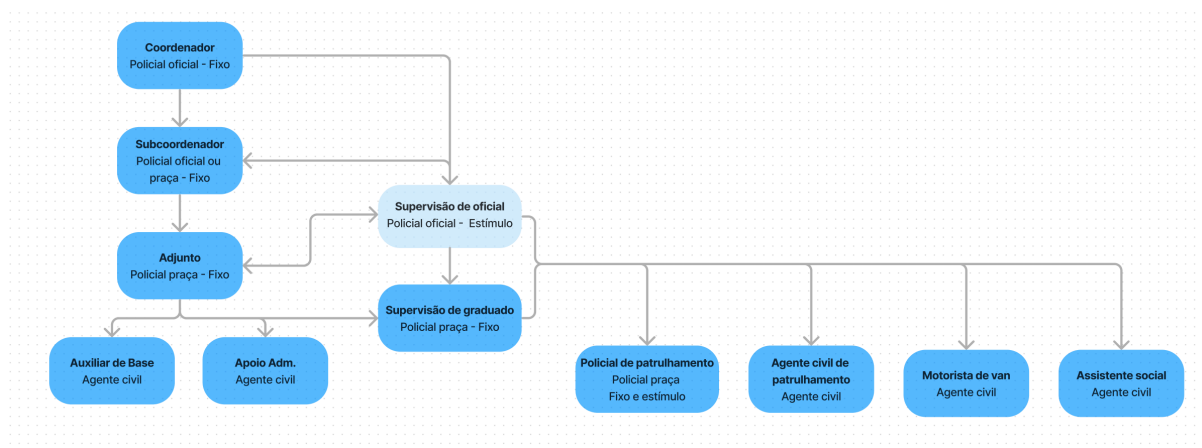 Coordenador
Policial oficial - Fixo
Subcoordenador
Policial oficial ou
praça - Fixo
Supervisão de oficial
Policial oficial - Estímulo
Adjunto
Policial praça - Fixo
Supervisão de graduado
Policial praça - Fixo
Auxiliar de Base
Agente civil
Apoio Adm.
Agente civil
Policial de patrulhamento
Policial praça
Fixo e estímulo
Agente civil de
patrulhamento
Agente civil
Motorista de van
Agente civil
Assistente social
Agente civil